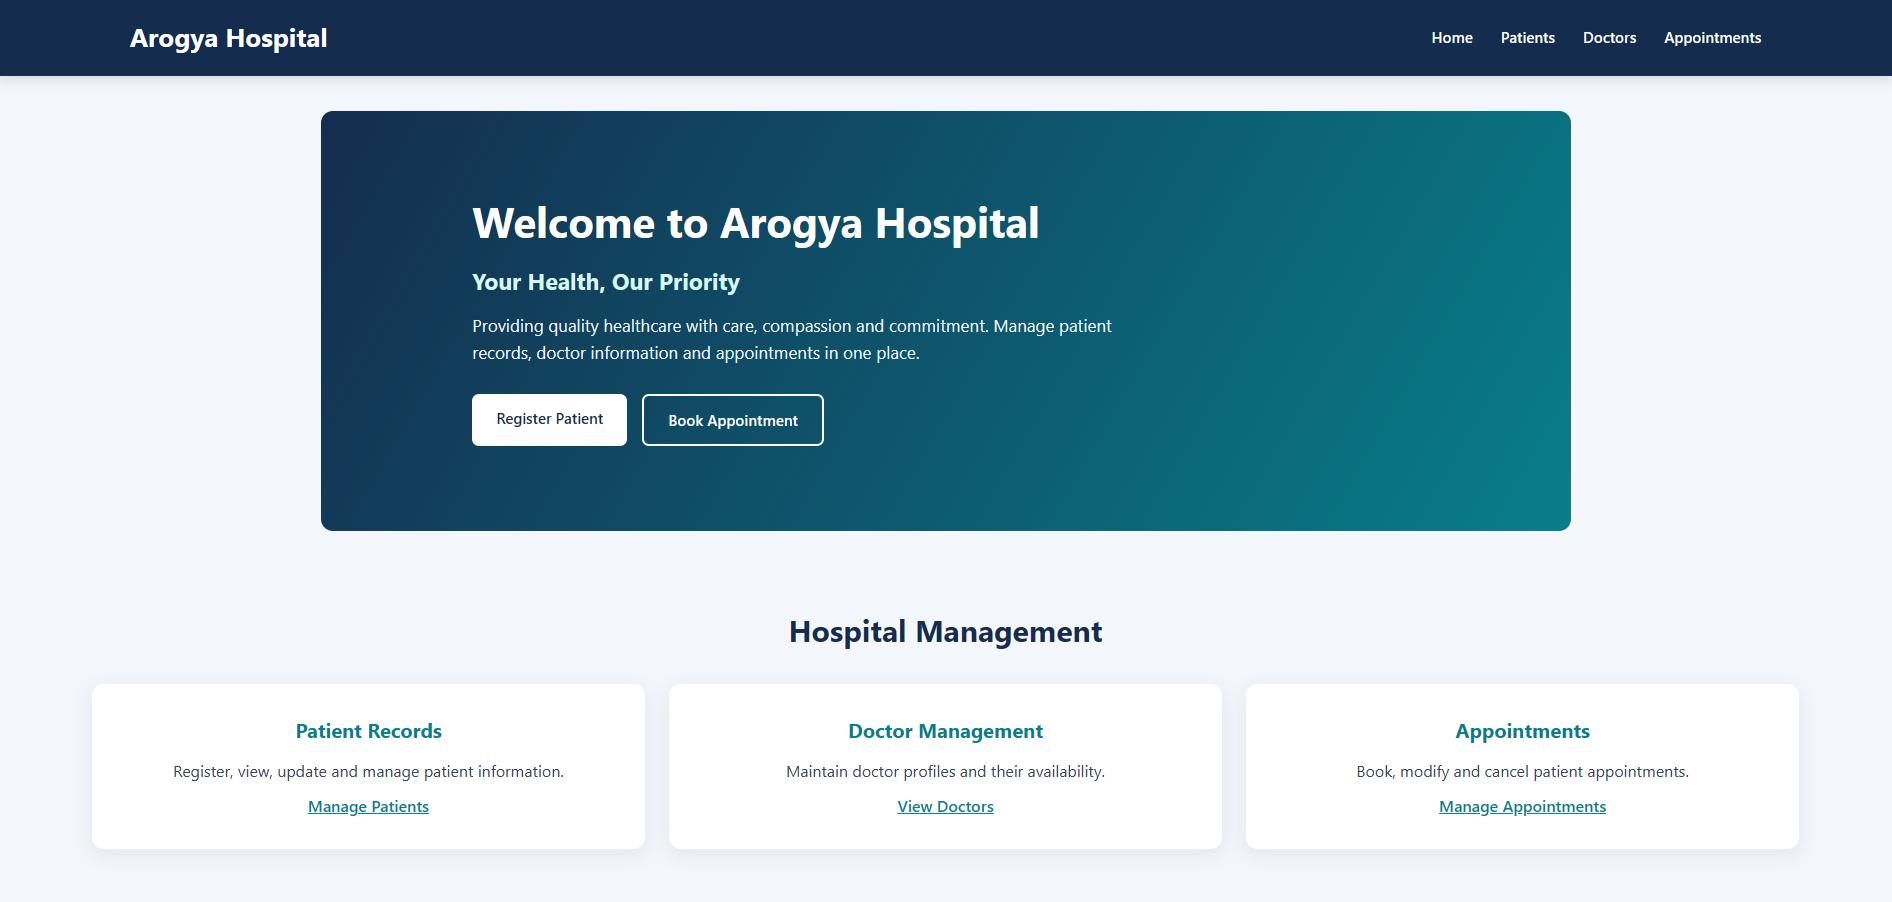 Arogya Hospital
Home Patients Doctors Appointments
Welcome to Arogya Hospital
Your Health, Our Priority
Providing quality healthcare with care, compassion and commitment. Manage patient
records, doctor information and appointments in one place.
Register Patient Book Appointment
Hospital Management
Patient Records
Register, view, update and manage patient information.
Manage Patients
Doctor Management
Maintain doctor profiles and their availability.
View Doctors
Appointments
Book, modify and cancel patient appointments.
Manage Appointments